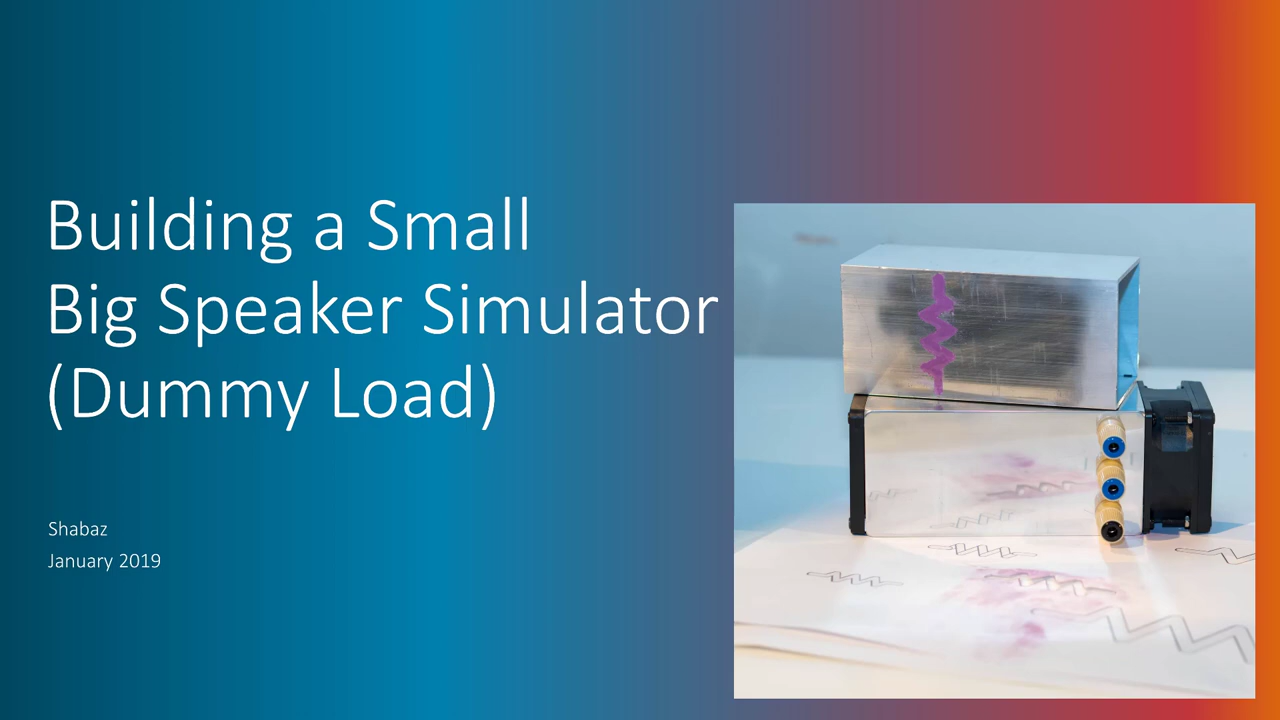 Building a Small
Big Speaker Simulator
(Dummy Load)
Shabaz
January 2019